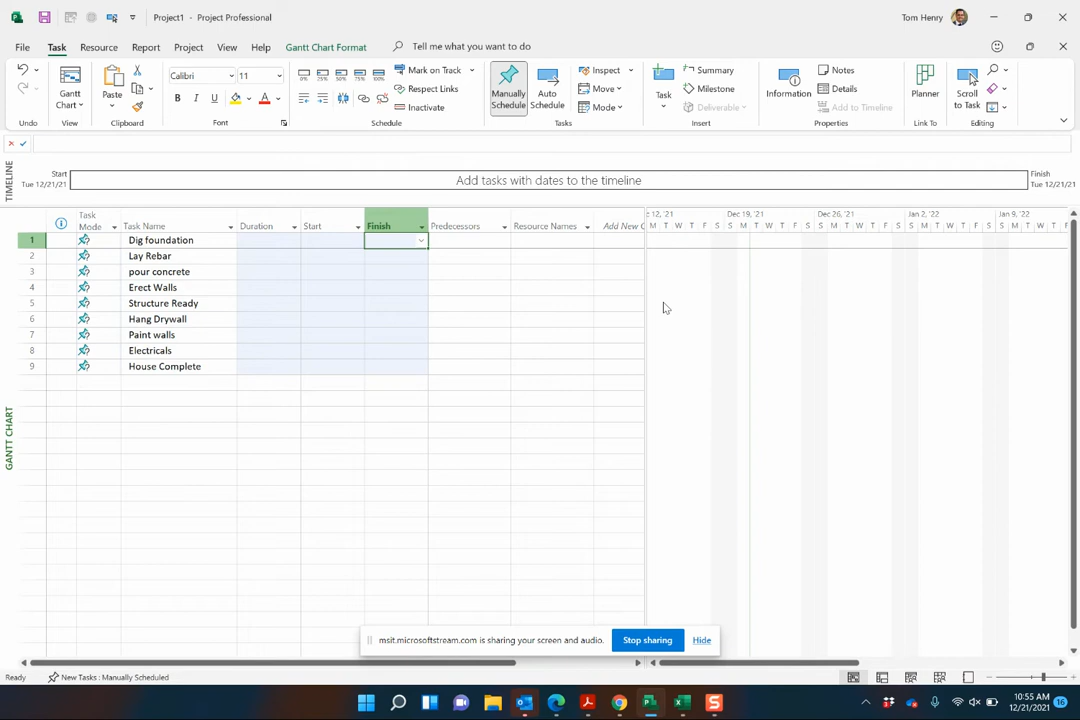 Project1 - Project Professional
Tom Henry
File Task Resource Report Project View Help Gantt Chart Format Tell me what you want to do
Undo
Gantt Chart
View
Paste
Clipboard
Calibri 11
B I U A
Font
0% 25% 50% 75% 100%
Mark on Track
Respect Links
Inactivate
Schedule
Manually Schedule
Auto Schedule
Inspect
Move
Mode
Tasks
Task
Summary
Milestone
Deliverable
Insert
Information
Notes
Details
Add to Timeline
Properties
Planner
Link To
Scroll to Task
Editing
TIMELINE
Start
Tue 12/21/21
Add tasks with dates to the timeline
Finish
Tue 12/21/21
Task Mode Task Name Duration Start Finish Predecessors Resource Names Add New C
12, '21 Dec 19, '21 Dec 26, '21 Jan 2, '22 Jan 9, '22
M T W T F S S M T W T F S S M T W T F S S M T W T F S S M T W T F
1 Dig foundation
2 Lay Rebar
3 pour concrete
4 Erect Walls
5 Structure Ready
6 Hang Drywall
7 Paint walls
8 Electricals
9 House Complete
GANTT CHART
msit.microsoftstream.com is sharing your screen and audio. Stop sharing Hide
Ready New Tasks : Manually Scheduled
10:55 AM
12/21/2021
16